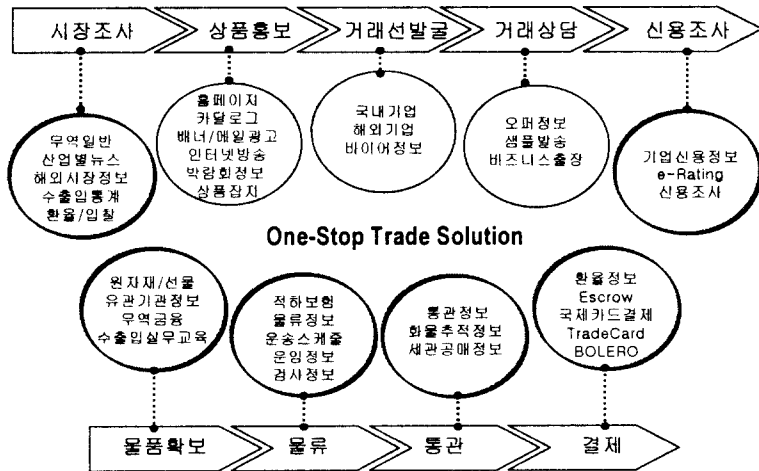 시장조사
상품홍보
거래선발굴
거래상담
신용조사
무역일반
산업별뉴스
해외시장정보
수출입통계
환율/입찰
홈페이지
카달로그
배너/메일광고
인터넷방송
박람회정보
상품잡지
국내기업
해외기업
바이어정보
오퍼정보
샘플발송
비즈니스출장
기업신용정보
e-Rating
신용조사
One-Stop Trade Solution
원자재/선물
유관기관정보
무역금융
수출입실무교육
적하보험
물류정보
운송스케줄
운임정보
검사정보
통관정보
화물추적정보
세관공매정보
환율정보
Escrow
국제카드결제
TradeCard
BOLERO
물품확보
물류
통관
결제